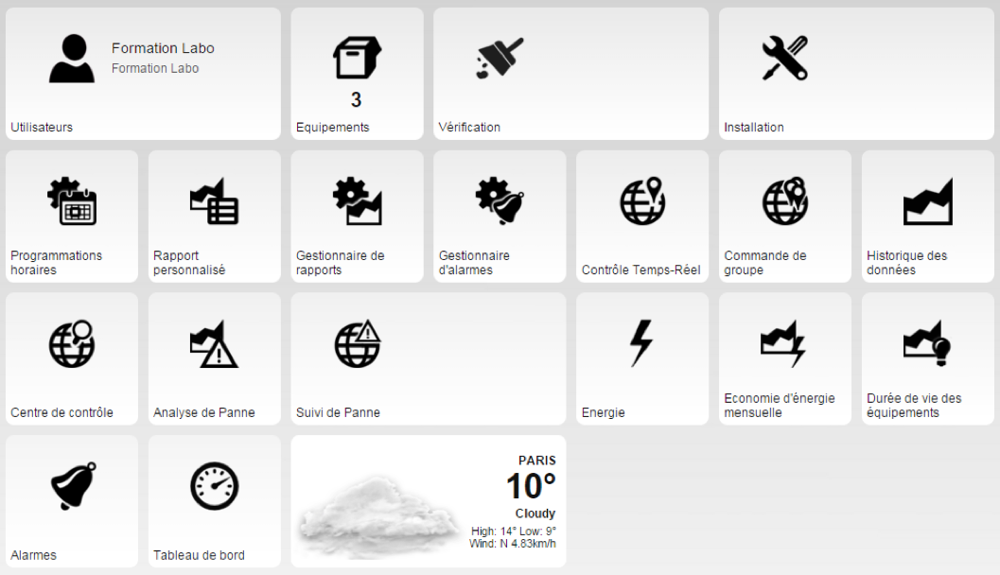 Formation Labo
Formation Labo
Utilisateurs
3
Equipements
Vérification
Installation
Programmations
horaires
Rapport
personnalisé
Gestionnaire de
rapports
Gestionnaire
d'alarmes
Contrôle Temps-Réel
Commande de
groupe
Historique des
données
Centre de contrôle
Analyse de Panne
Suivi de Panne
Energie
Economie d'énergie
mensuelle
Durée de vie des
équipements
Alarmes
Tableau de bord
PARIS
10°
Cloudy
High: 14° Low: 9°
Wind: N 4.83km/h